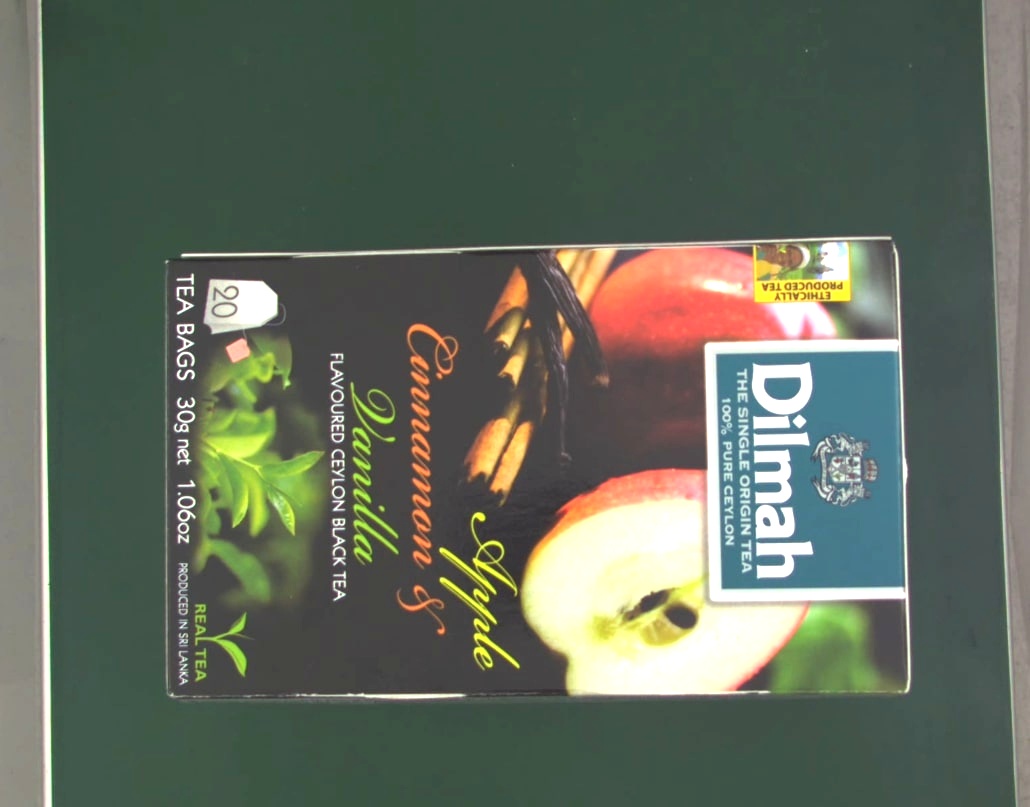 ETHICALLY
PRODUCED TEA
Dilmah
THE SINGLE ORIGIN TEA
100% PURE CEYLON
Apple
Cinnamon &
Vanilla
FLAVOURED CEYLON BLACK TEA
20
REAL TEA
TEA BAGS 30g net 1.06oz PRODUCED IN SRI LANKA